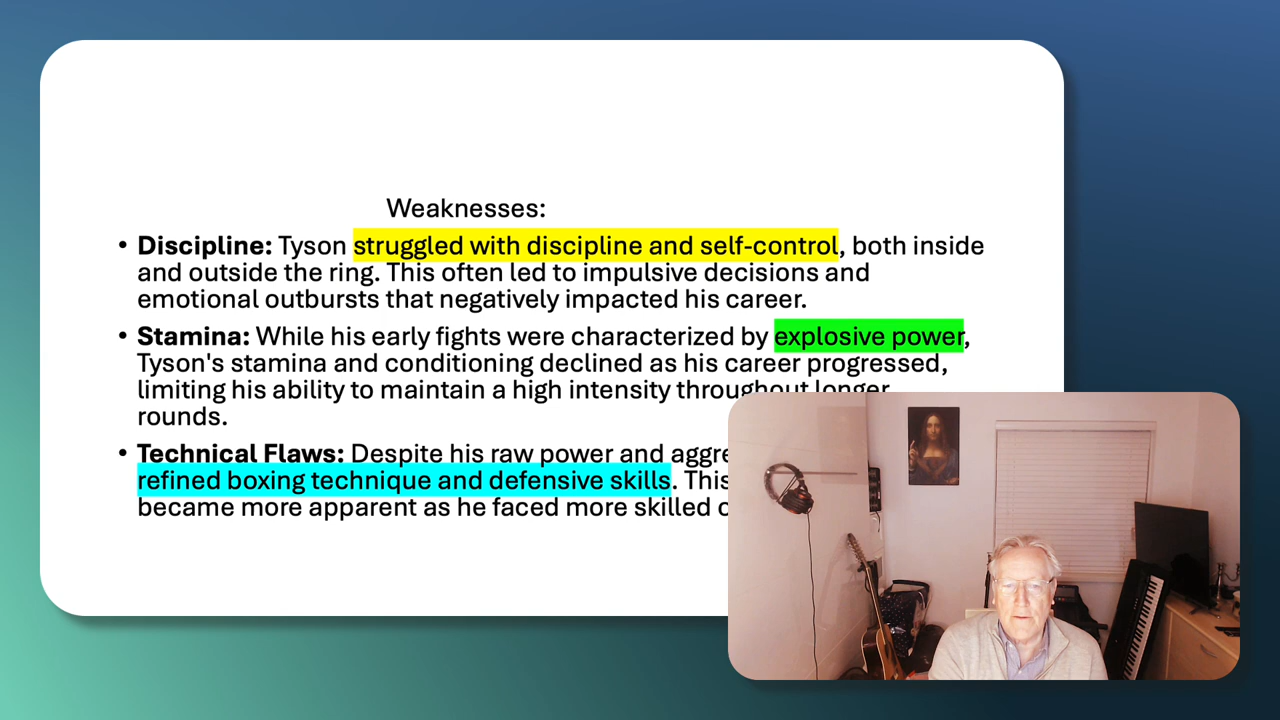 Weaknesses:
• Discipline: Tyson struggled with discipline and self-control, both inside
and outside the ring. This often led to impulsive decisions and
emotional outbursts that negatively impacted his career.
• Stamina: While his early fights were characterized by explosive power,
Tyson's stamina and conditioning declined as his career progressed,
limiting his ability to maintain a high intensity throughout longer
rounds.
• Technical Flaws: Despite his raw power and
refined boxing technique and defensive skills. This
became more apparent as he faced more skilled